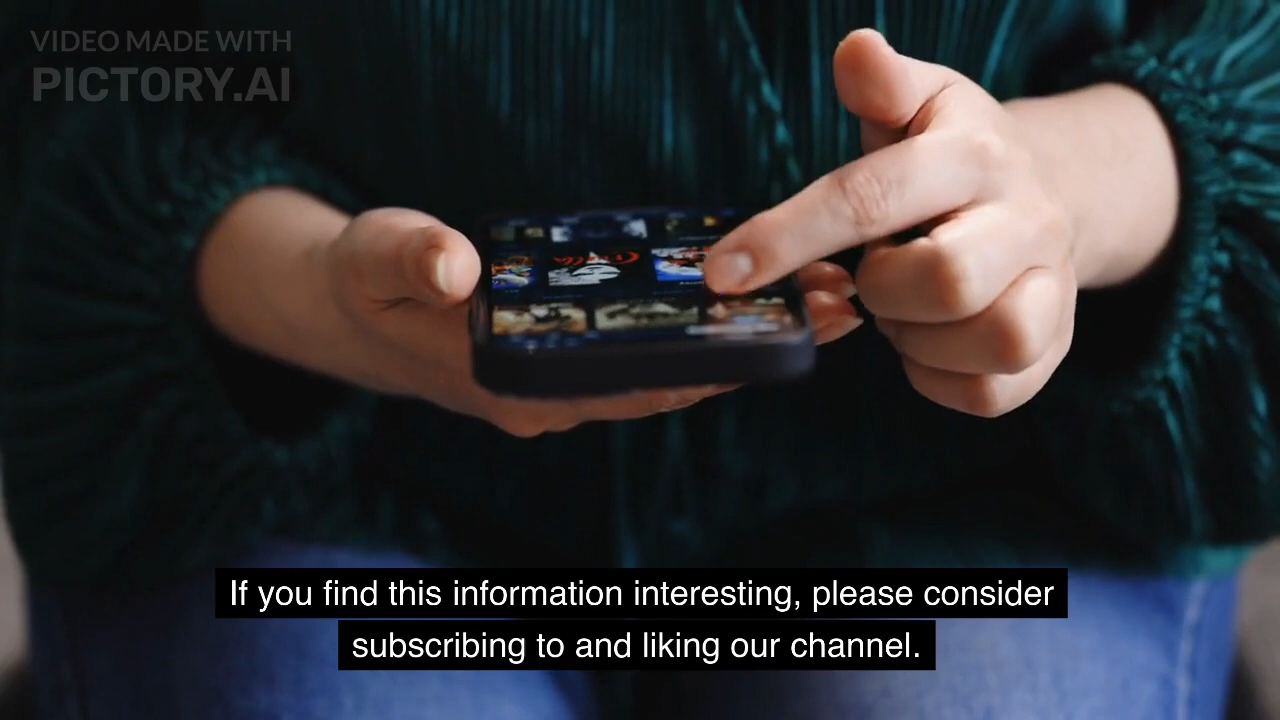 VIDEO MADE WITH
PICTORY.AI
If you find this information interesting, please consider
subscribing to and liking our channel.